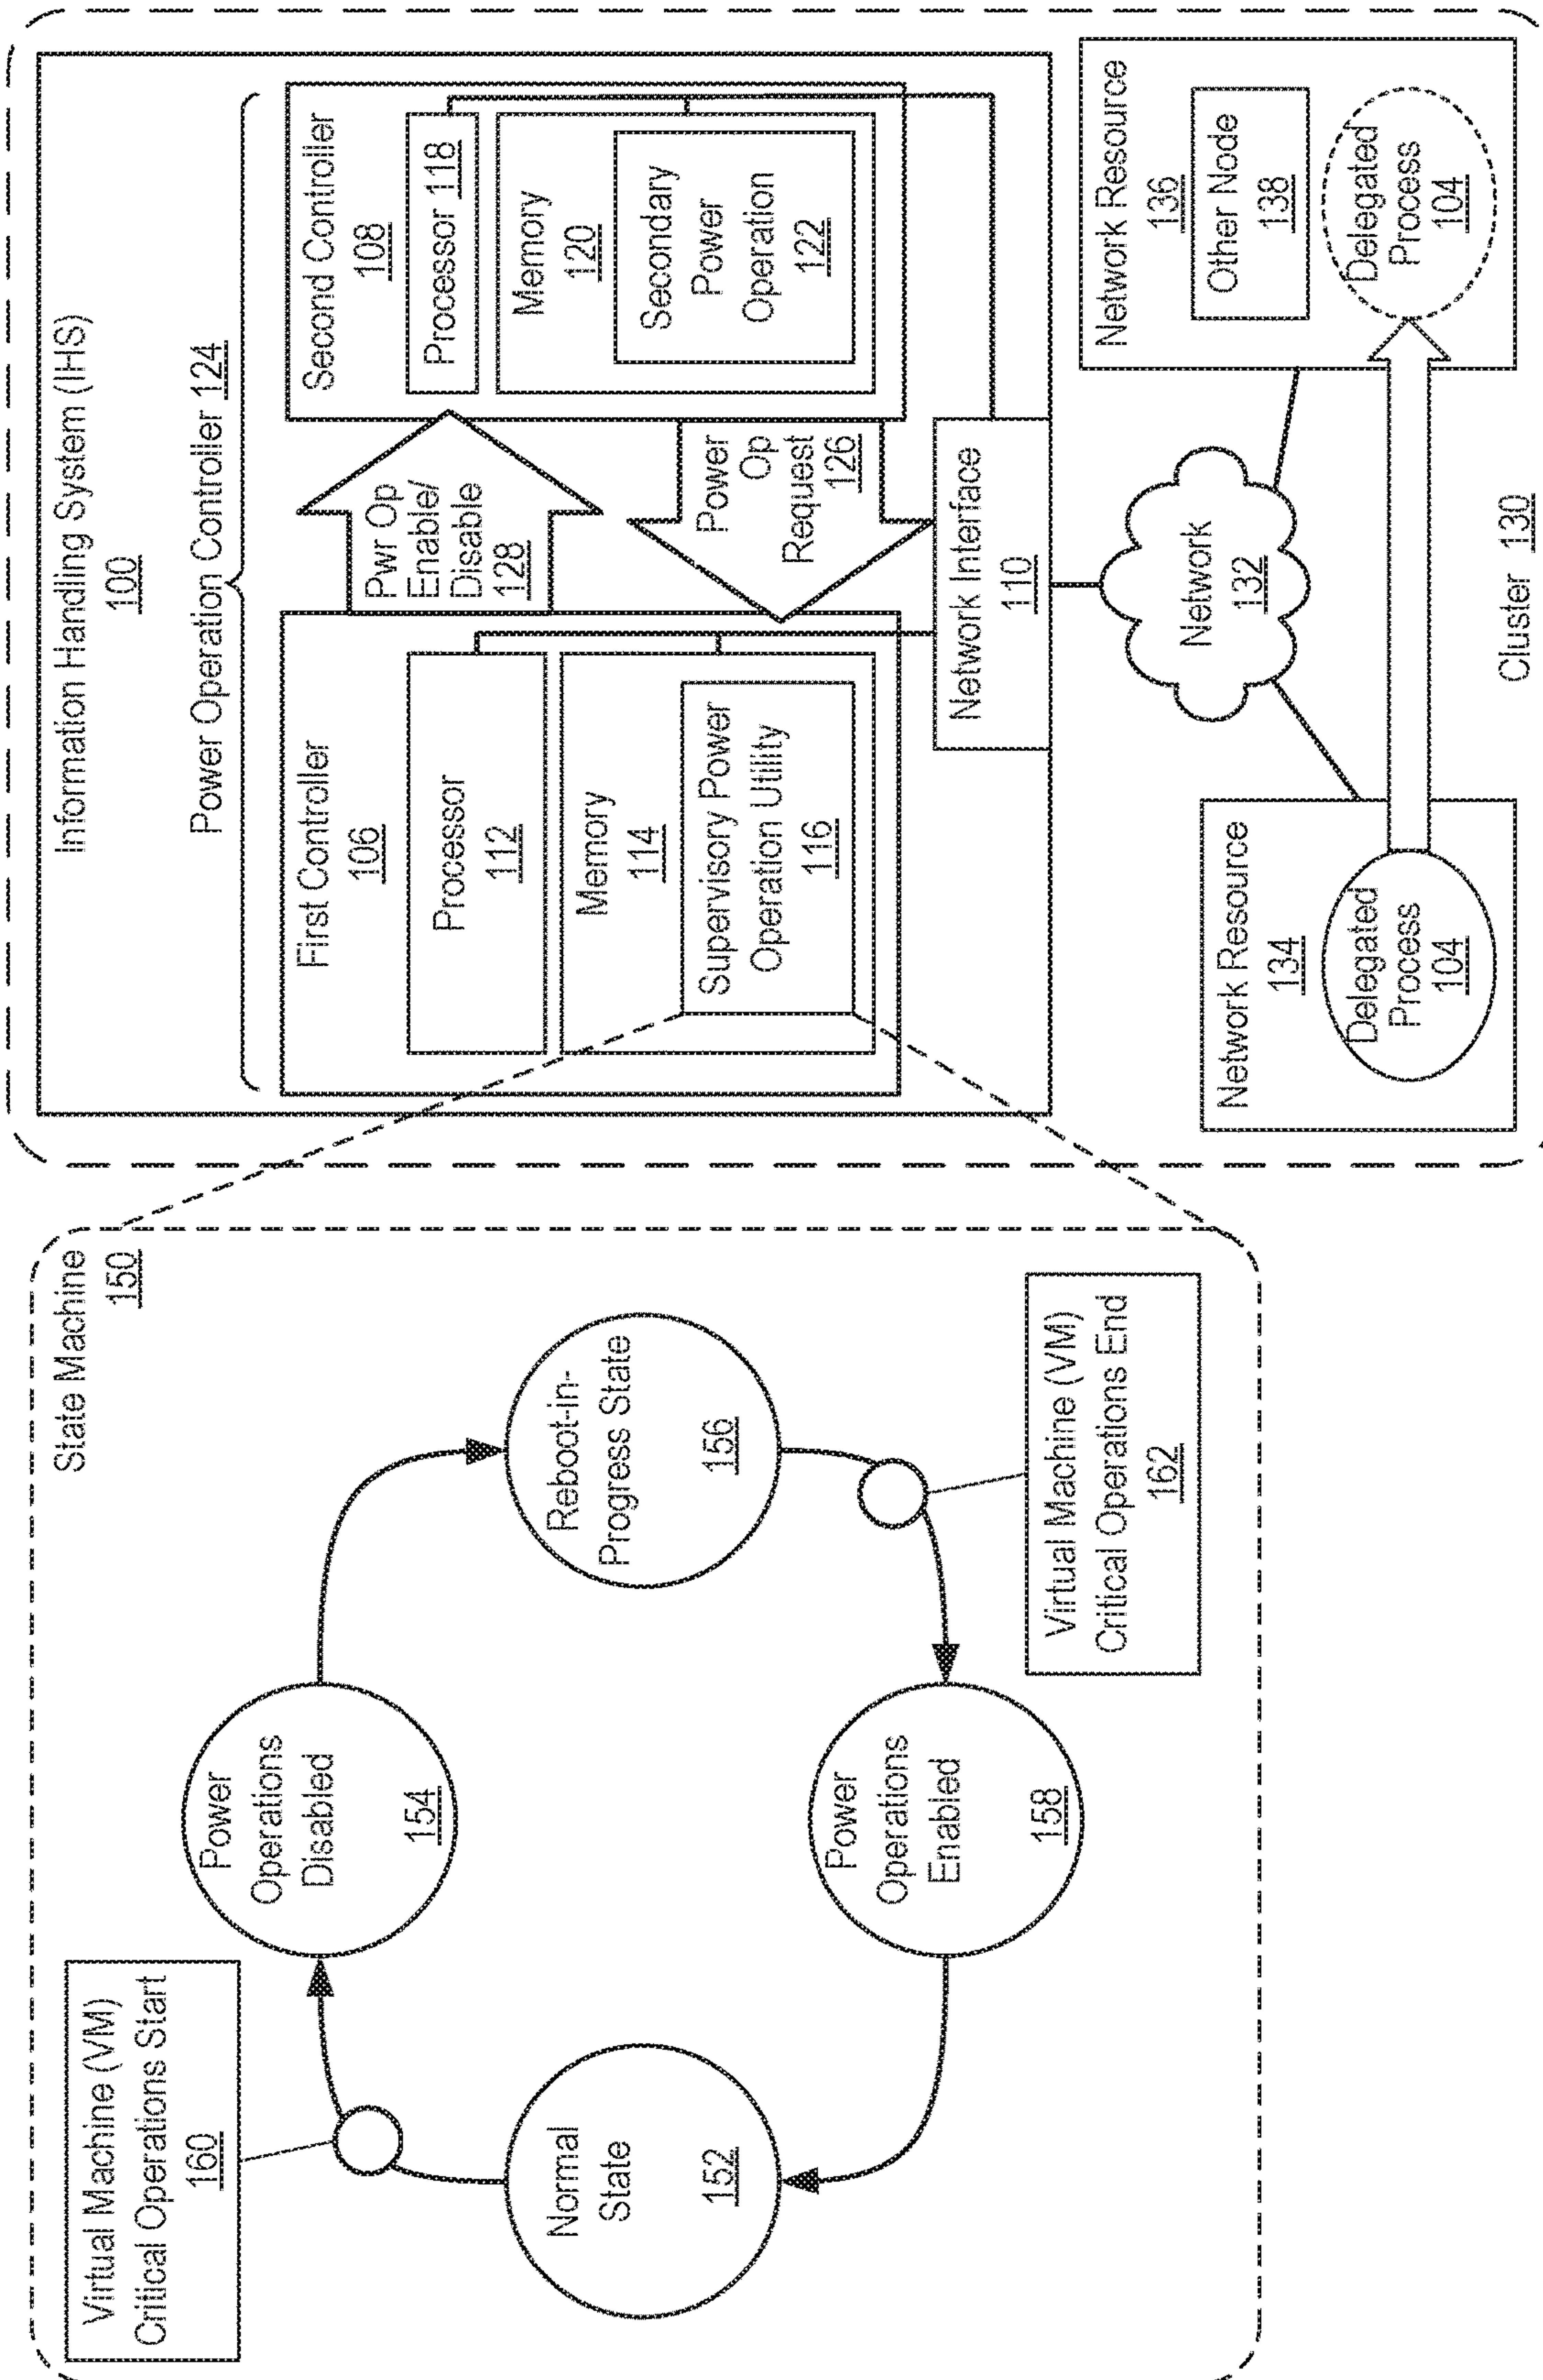 State Machine
150
Virtual Machine (VM)
Critical Operations Start
160
Power
Operations
Disabled
154
Normal
State
152
Reboot-in-
Progress State
156
Power
Operations
Enabled
158
Virtual Machine (VM)
Critical Operations End
162
Information Handling System (IHS)
100
Power Operation Controller 124
First Controller
106
Processor
112
Memory
114
Supervisory Power
Operation Utility
116
Pwr Op
Enable/
Disable
128
Power
Op
Request
126
Second Controller
108
Processor 118
Memory
120
Secondary
Power
Operation
122
Network Interface
110
Network
132
Network Resource
134
Delegated
Process
104
Network Resource
136
Other Node
138
Delegated
Process
104
Cluster 130